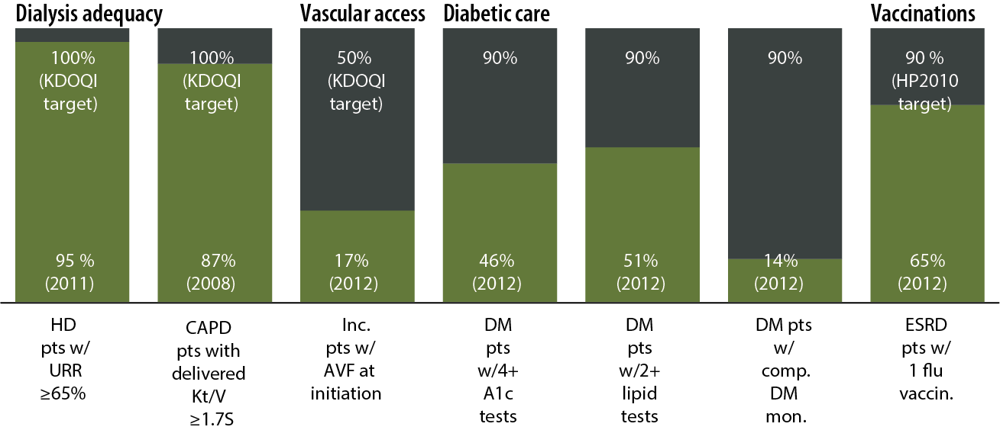 Dialysis adequacy
Vascular access
Diabetic care
Vaccinations
100%
(KDOQI
target)
100%
(KDOQI
target)
50%
(KDOQI
target)
90%
90%
90%
90 %
(HP2010
target)
95 %
(2011)
87%
(2008)
17%
(2012)
46%
(2012)
51%
(2012)
14%
(2012)
65%
(2012)
HD
pts w/
URR
≥65%
CAPD
pts with
delivered
Kt/V
≥1.7S
Inc.
pts w/
AVF at
initiation
DM
pts
w/4+
A1c
tests
DM
pts
w/2+
lipid
tests
DM pts
w/
comp.
DM
mon.
ESRD
pts w/
1 flu
vaccin.